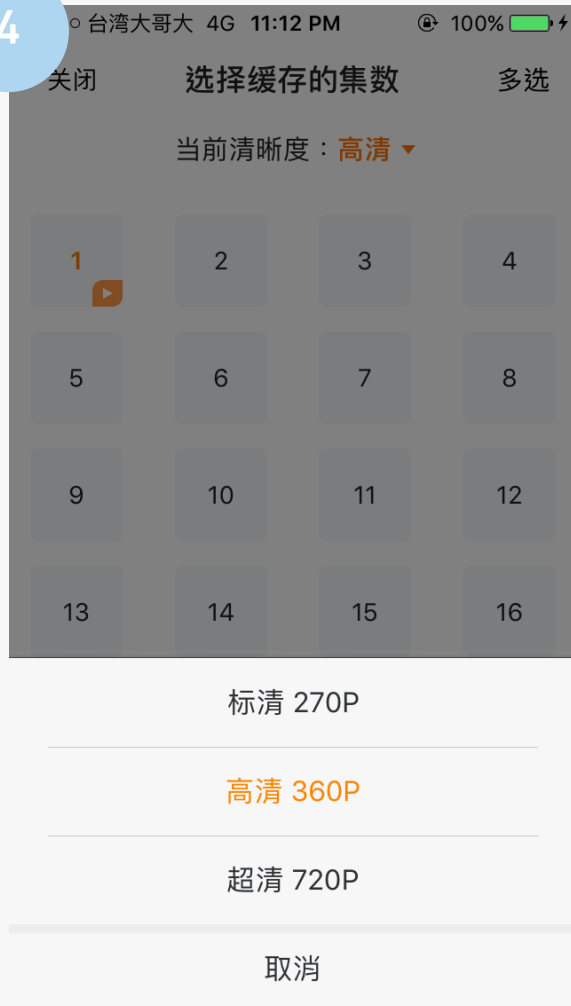 4
台湾大哥大 4G 11:12 PM 100%
关闭 选择缓存的集数 多选
当前清晰度：高清
1 2 3 4
5 6 7 8
9 10 11 12
13 14 15 16
标清 270P
高清 360P
超清 720P
取消